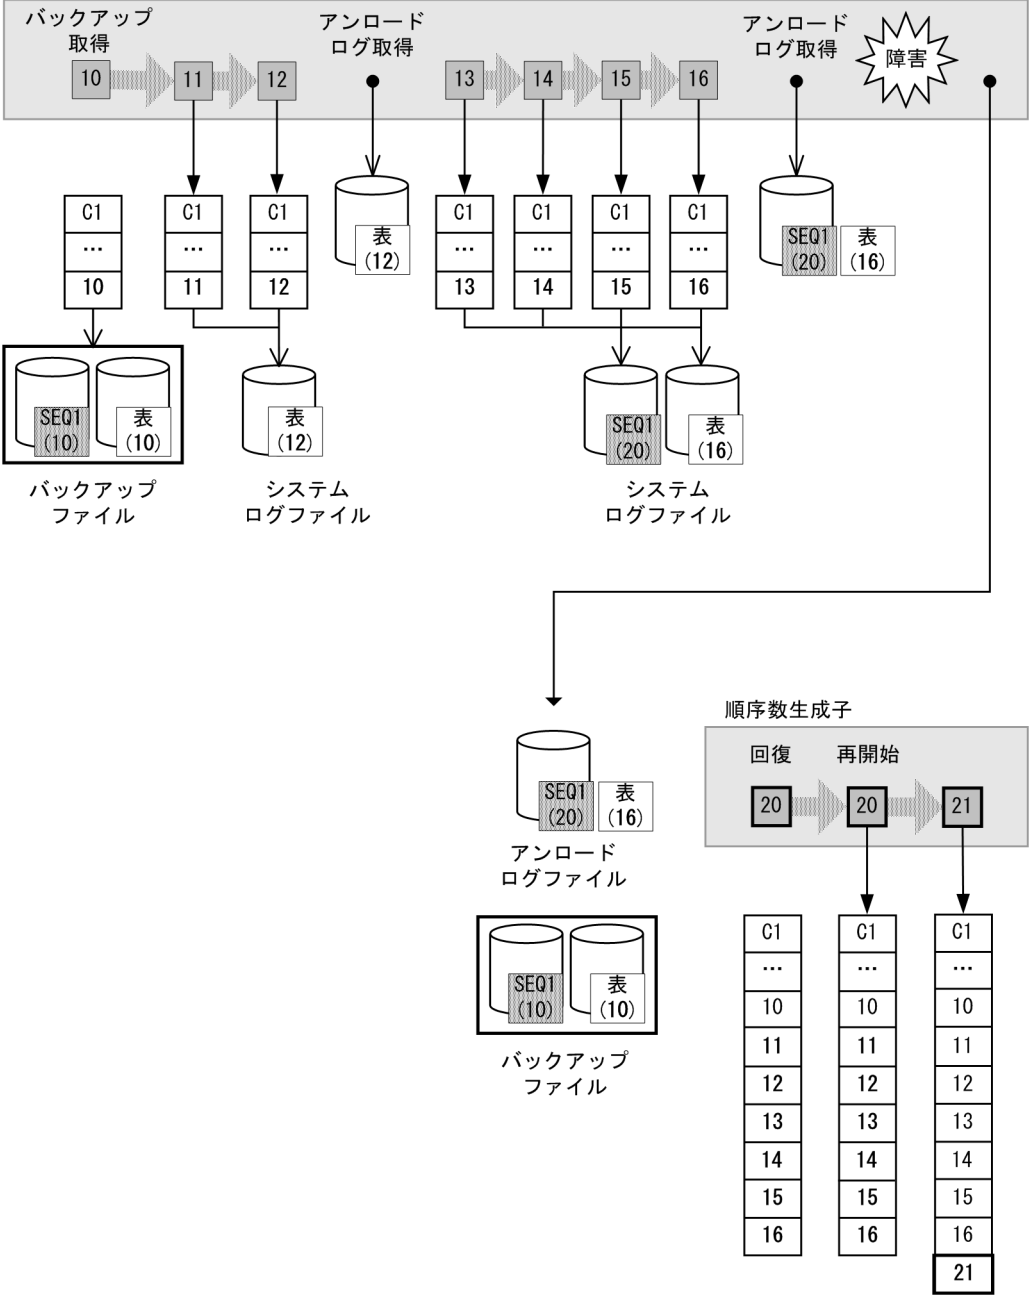 バックアップ
取得
アンロード
ログ取得
アンロード
ログ取得
障害
10
11
12
13
14
15
16
C1
…
10
C1
…
11
C1
…
12
表
(12)
C1
…
13
C1
…
14
C1
…
15
C1
…
16
SEQ1
(20)
表
(16)
SEQ1
(10)
表
(10)
表
(12)
SEQ1
(20)
表
(16)
バックアップ
ファイル
システム
ログファイル
システム
ログファイル
SEQ1
(20)
表
(16)
アンロード
ログファイル
SEQ1
(10)
表
(10)
バックアップ
ファイル
順序数生成子
回復
再開始
20
20
21
C1
…
10
11
12
13
14
15
16
C1
…
10
11
12
13
14
15
16
C1
…
10
11
12
13
14
15
16
21